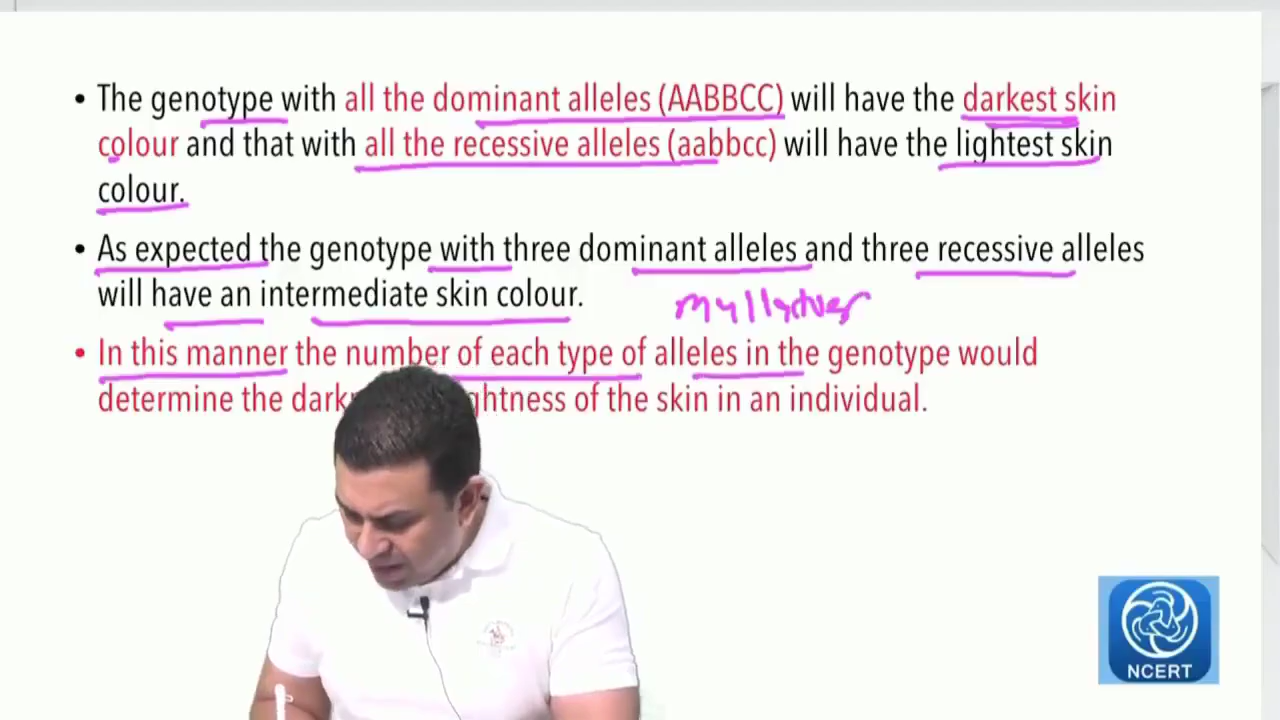 • The genotype with all the dominant alleles (AABBCC) will have the darkest skin
colour and that with all the recessive alleles (aabbcc) will have the lightest skin
colour.
• As expected the genotype with three dominant alleles and three recessive alleles
will have an intermediate skin colour.
• In this manner the number of each type of alleles in the genotype would
determine the ghtness of the skin in an individual.
NCERT